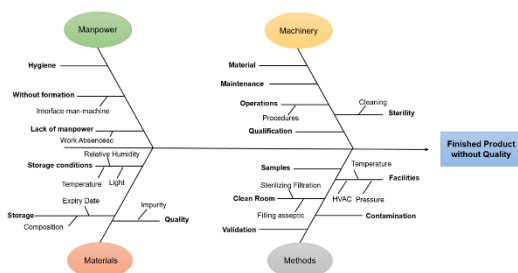 Manpower
Machinery
Hygiene
Without formation
Interface man-machine
Lack of manpower
Work Absencesc
Material
Maintenance
Operations
Procedures
Qualification
Cleaning
Sterility
Finished Product
without Quality
Relative Humidity
Storage conditions
Temperature
Light
Expiry Date
Storage
Composition
Impurity
Quality
Samples
Sterilizing Filtration
Clean Room
Filing asseptic
Validation
Temperature
Facilities
HVAC
Pressure
Contamination
Materials
Methods